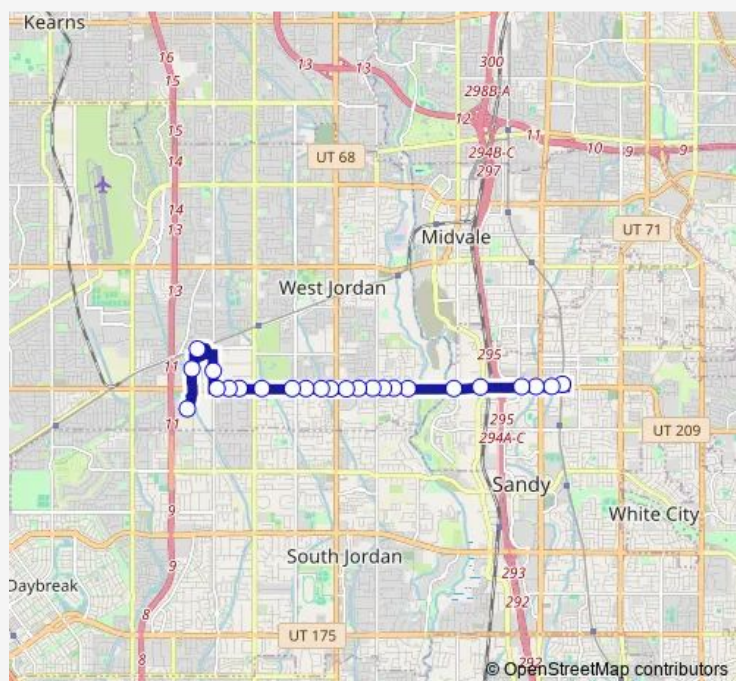 Kearns
16
15
13
13
300
298B-A
12
11
10
9
9
15
14
UT 68
294B-C
297
14
13
UT 71
Midvale
13
West Jordan
11
295
11
295
294A-C
UT 209
Sandy
9
White City
South Jordan
9
293
Daybreak
8
292
UT 175
8
292
© OpenStreetMap contributors